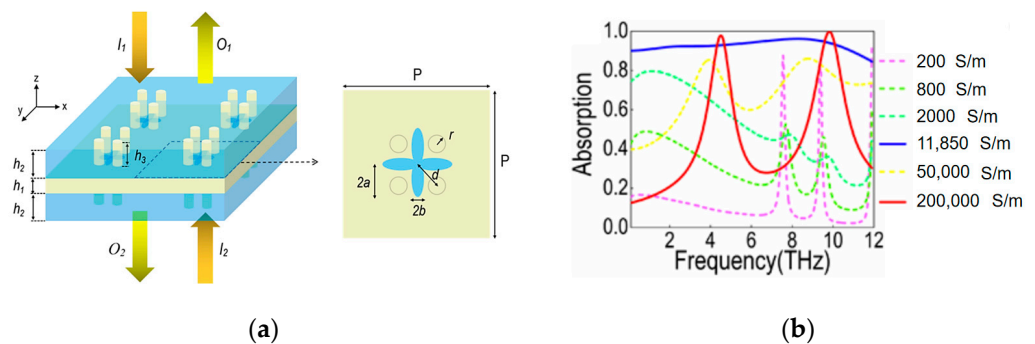 I1
O1
z
y
x
h3
h2
h1
h2
O2
I2
P
r
P
2a
d
2b
(a)
Absorption
1.0
0.8
0.6
0.4
0.2
0.0
2 4 6 8 10 12
Frequency(THz)
200 S/m
800 S/m
2000 S/m
11,850 S/m
50,000 S/m
200,000 S/m
(b)